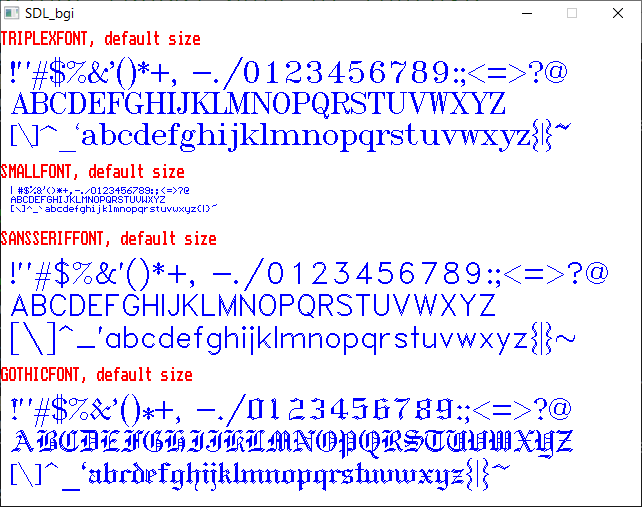 SDL_bgi
TRIPLEXFONT, default size
!"#$%&'()*+, -./0123456789:;<=>?@
ABCDEFGHIJKLMNOPQRSTUVWXYZ
[\]^_`abcdefghijklmnopqrstuvwxyz{|}~
SMALLFONT, default size
! #$%&'()*+,-./0123456789:;<=>?@
ABCDEFGHIJKLMNOPQRSTUVWXYZ
[\]^_`abcdefghijklmnopqrstuvwxyz{|}~
SANSSERIFFONT, default size
!"#$%&'()*+, -./0123456789:;<=>?@
ABCDEFGHIJKLMNOPQRSTUVWXYZ
[\]^_'abcdefghijklmnopqrstuvwxyz{|}~
GOTHICFONT, default size
!"#$%&'()*+, -./0123456789:;<=>?@
ABCDEFGHIJKLMNOPQRSTUVWXYZ
[\]^_`abcdefghijklmnopqrstuvwxyz{|}~